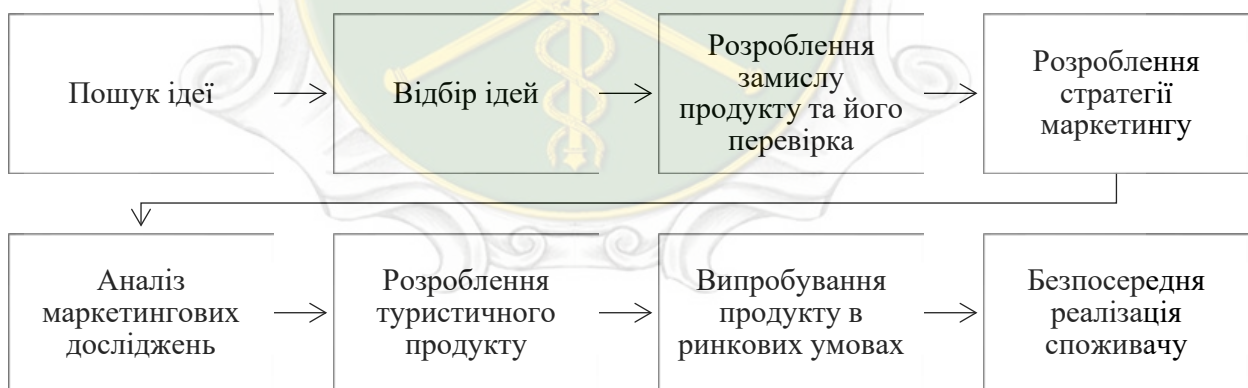 Пошук ідеї
Відбір ідей
Розроблення
замислу
продукту та його
перевірка
Розроблення
стратегії
маркетингу
Аналіз
маркетингових
досліджень
Розроблення
туристичного
продукту
Випробування
продукту в
ринкових умовах
Безпосередня
реалізація
споживачу